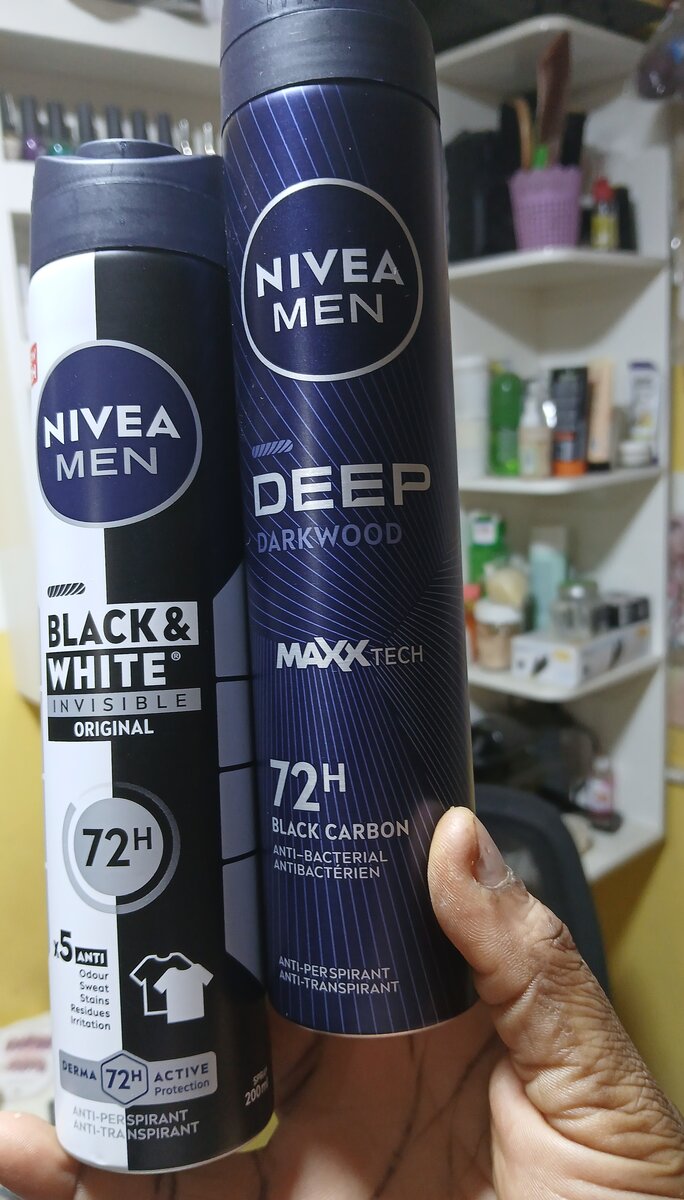 NIVEA
MEN
BLACK &
WHITE®
INVISIBLE
ORIGINAL
72H
x5 ANTI
Odour
Sweat
Stains
Residues
Irritation
DERMA 72H ACTIVE
Protection
ANTI-PERSPIRANT
ANTI-TRANSPIRANT
SPRAY
NIVEA
MEN
DEEP
DARKWOOD
MAXXTECH
72H
BLACK CARBON
ANTI-BACTERIAL
ANTIBACTÉRIEN
ANTI-PERSPIRANT
ANTI-TRANSPIRANT